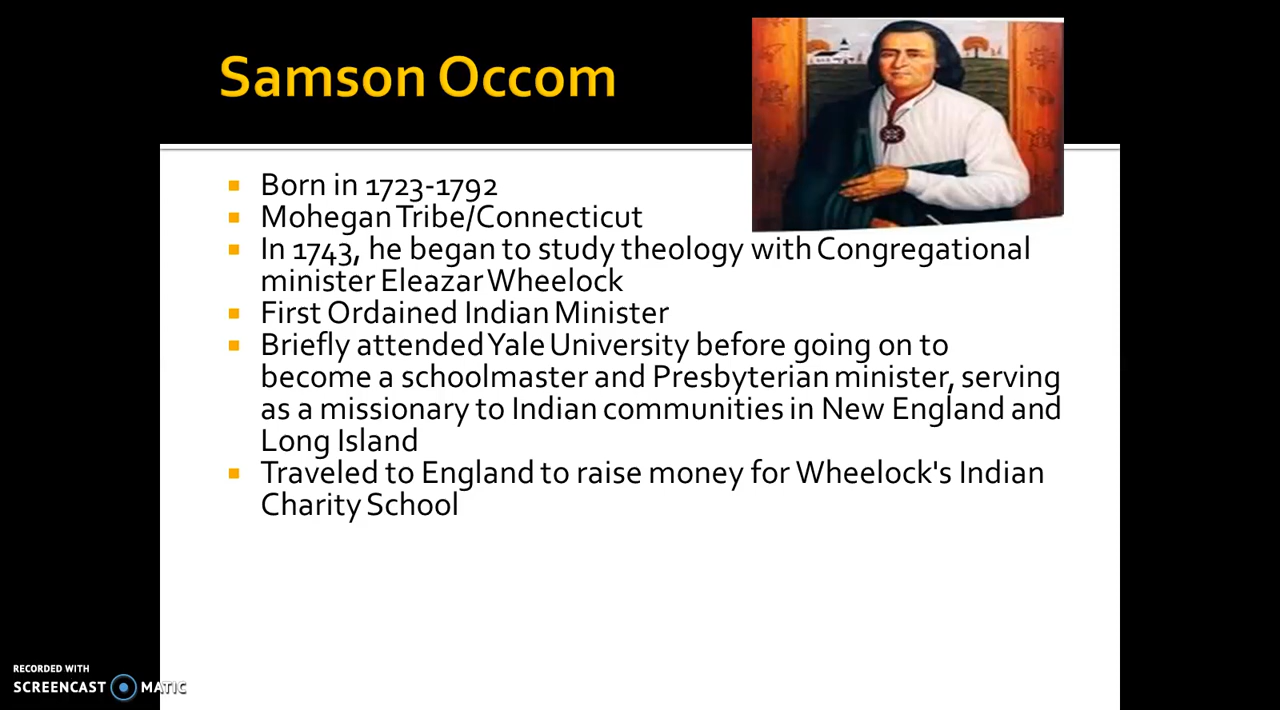 Samson Occom
Born in 1723-1792
Mohegan Tribe/Connecticut
In 1743, he began to study theology with Congregational
minister Eleazar Wheelock
First Ordained Indian Minister
Briefly attended Yale University before going on to
become a schoolmaster and Presbyterian minister, serving
as a missionary to Indian communities in New England and
Long Island
Traveled to England to raise money for Wheelock's Indian
Charity School
RECORDED WITH
SCREENCAST MATIC